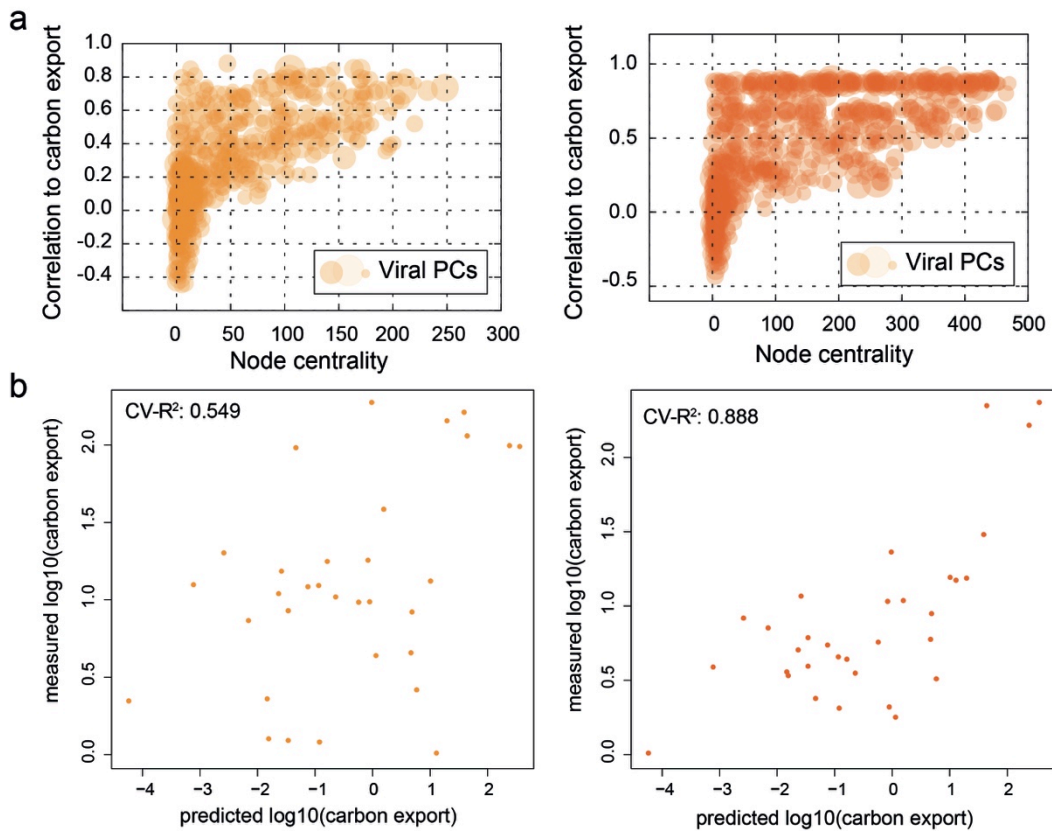 a
1.0
0.8
0.6
0.4
0.2
0.0
-0.2
-0.4
Correlation to carbon export
0 50 100 150 200 250 300
Node centrality
Viral PCs
1.0
0.5
0.0
-0.5
Correlation to carbon export
0 100 200 300 400 500
Node centrality
Viral PCs
b
CV-R²: 0.549
measured log10(carbon export)
2.0
1.5
1.0
0.5
0.0
−4 −3 −2 −1 0 1 2
predicted log10(carbon export)
CV-R²: 0.888
measured log10(carbon export)
2.0
1.5
1.0
0.5
0.0
−4 −3 −2 −1 0 1 2
predicted log10(carbon export)